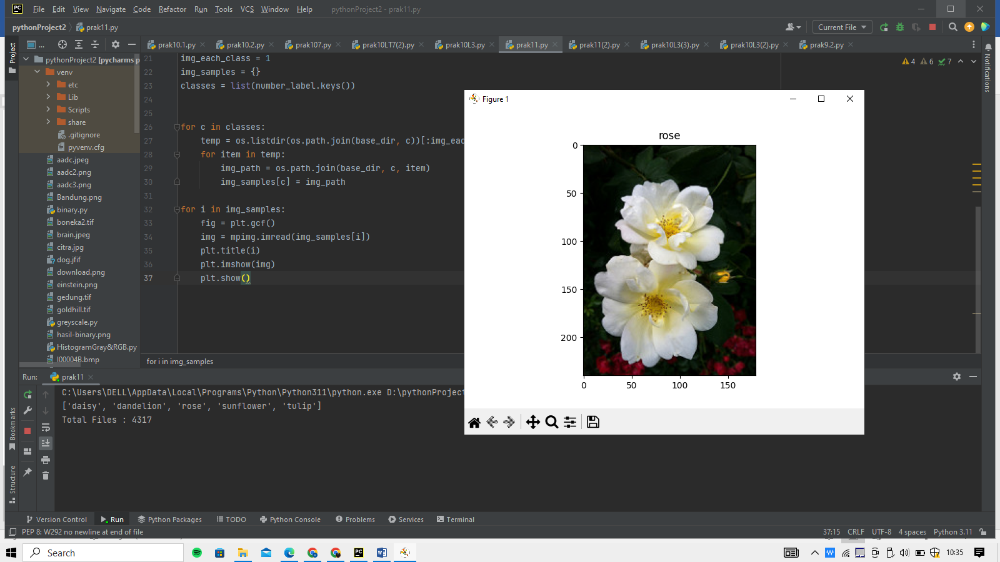 File Edit View Navigate Code Refactor Run Tools VCS Window Help pythonProject2 - prak11.py
pythonProject2 prak11.py Current File
Project ... prak10.1.py prak10.2.py prak107.py prak10LT7(2).py prak10L3.py prak11.py prak11(2).py prak10L3(3).py prak10L3(2).py prak9.2.py
Notifications
pythonProject2 [pycharms p
venv
etc
Lib
Scripts
share
.gitignore
pyvenv.cfg
aadc.jpeg
aadc2.png
aadc3.png
Bandung.png
binary.py
boneka2.tif
brain.jpeg
citra.jpg
dog.jfif
download.png
einstein.png
gedung.tif
goldhill.tif
greyscale.py
hasil-binary.png
HistogramGray&RGB.py
I00004B.bmp
4 6 7
21 img_each_class = 1
22 img_samples = {}
23 classes = list(number_label.keys())
24
25
26 for c in classes:
27 temp = os.listdir(os.path.join(base_dir, c))[:img_eac
28 for item in temp:
29 img_path = os.path.join(base_dir, c, item)
30 img_samples[c] = img_path
31
32 for i in img_samples:
33 fig = plt.gcf()
34 img = mpimg.imread(img_samples[i])
35 plt.title(i)
36 plt.imshow(img)
37 plt.show()
for i in img_samples
Figure 1
rose
0
50
100
150
200
0 50 100 150
Run: prak11
C:\Users\DELL\AppData\Local\Programs\Python\Python311\python.exe D:\pythonProject
['daisy', 'dandelion', 'rose', 'sunflower', 'tulip']
Total Files : 4317
Bookmarks
Structure
Version Control Run Python Packages TODO Python Console Problems Services Terminal
PEP 8: W292 no newline at end of file 37:15 CRLF UTF-8 4 spaces Python 3.11
Search 10:35